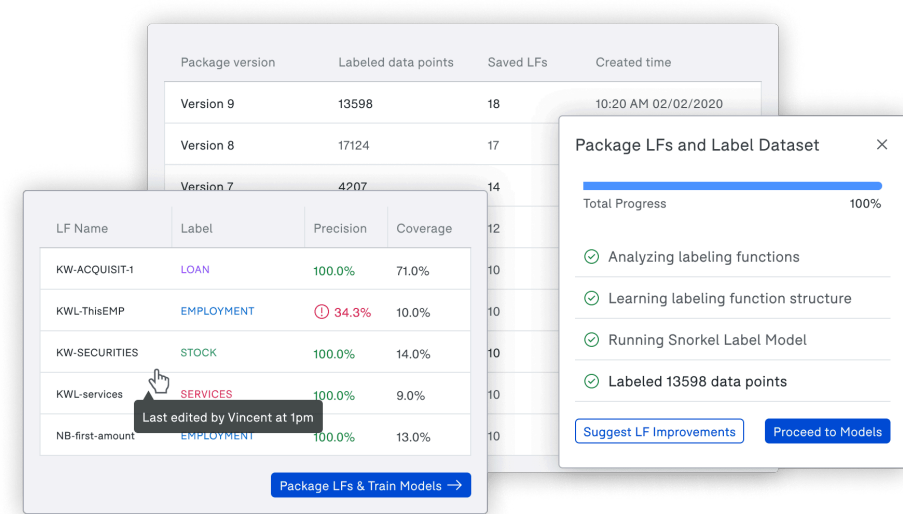 Package version Labeled data points Saved LFs Created time
Version 9 13598 18 10:20 AM 02/02/2020
Version 8 17124 17
Version 7 4207 14
12
10
10
10
10
10
Package LFs and Label Dataset
Total Progress 100%
Analyzing labeling functions
Learning labeling function structure
Running Snorkel Label Model
Labeled 13598 data points
Suggest LF Improvements Proceed to Models
LF Name Label Precision Coverage
KW-ACQUISIT-1 LOAN 100.0% 71.0%
KWL-ThisEMP EMPLOYMENT 34.3% 10.0%
KW-SECURITIES STOCK 100.0% 14.0%
KWL-services SERVICES 100.0% 9.0%
Last edited by Vincent at 1pm
NB-first-amount EMPLOYMENT 100.0% 13.0%
Package LFs & Train Models